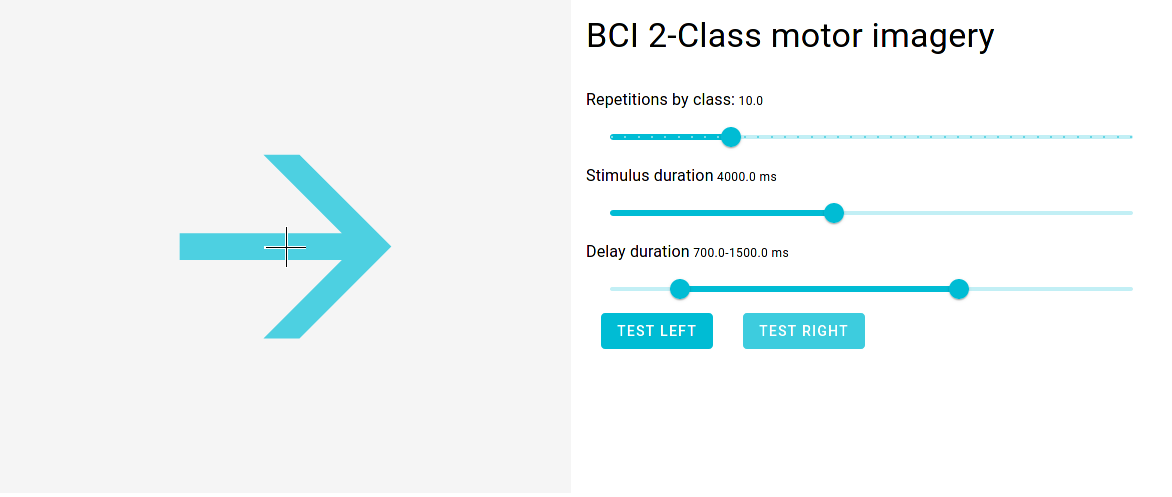 BCI 2-Class motor imagery
Repetitions by class: 10.0
Stimulus duration 4000.0 ms
Delay duration 700.0-1500.0 ms
TEST LEFT TEST RIGHT